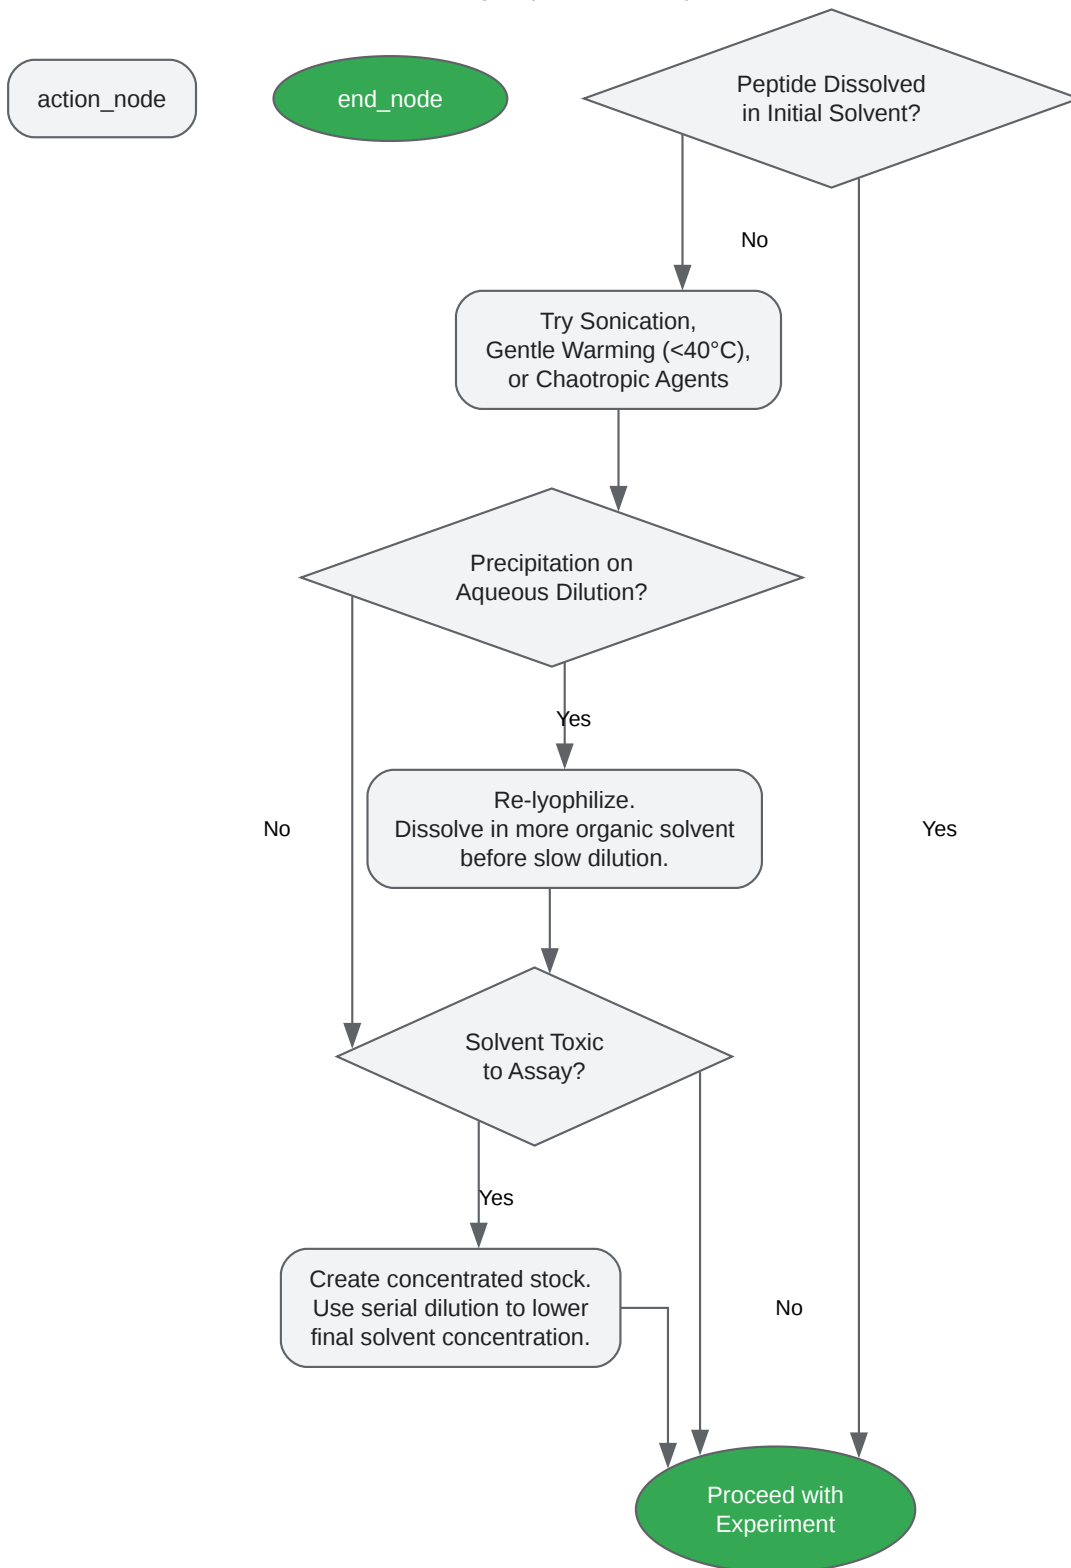 action_node
end_node
Peptide Dissolved
in Initial Solvent?
No
Try Sonication,
Gentle Warming (<40°C),
or Chaotropic Agents
Precipitation on
Aqueous Dilution?
Yes
Re-lyophilize.
Dissolve in more organic solvent
before slow dilution.
No
Yes
Solvent Toxic
to Assay?
Yes
Create concentrated stock.
Use serial dilution to lower
final solvent concentration.
No
Proceed with
Experiment